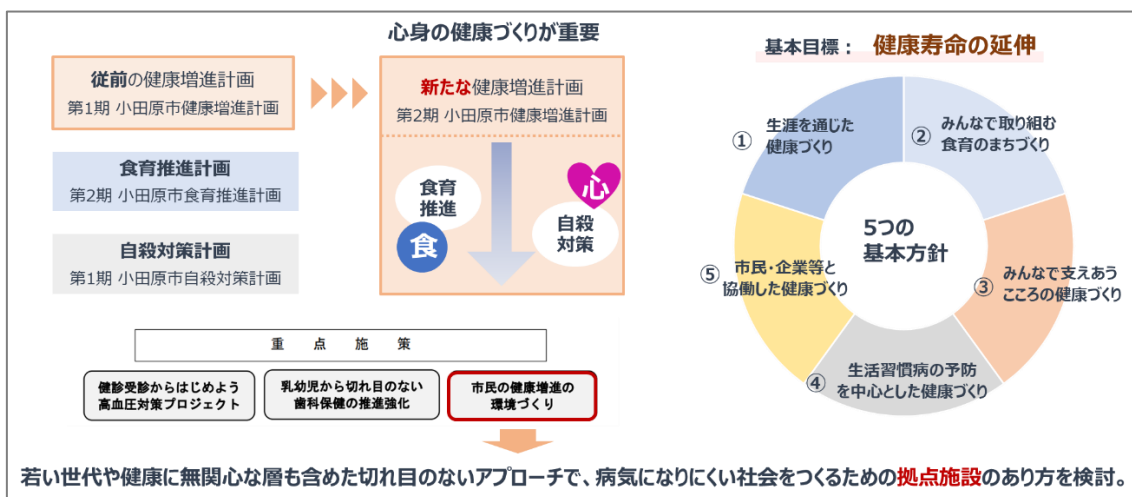 心身の健康づくりが重要
従前の健康増進計画
第1期 小田原市健康増進計画
食育推進計画
第2期 小田原市食育推進計画
自殺対策計画
第1期 小田原市自殺対策計画
新たな健康増進計画
第2期 小田原市健康増進計画
食育
推進
食
心
自殺
対策
基本目標： 健康寿命の延伸
① 生涯を通じた
健康づくり
② みんなで取り組む
食育のまちづくり
③ みんなで支えあう
こころの健康づくり
④ 生活習慣病の予防
を中心とした健康づくり
⑤ 市民・企業等と
協働した健康づくり
5つの
基本方針
重点施策
健診受診からはじめよう
高血圧対策プロジェクト
乳幼児から切れ目のない
歯科保健の推進強化
市民の健康増進の
環境づくり
若い世代や健康に無関心な層も含めた切れ目のないアプローチで、病気になりにくい社会をつくるための拠点施設のあり方を検討。